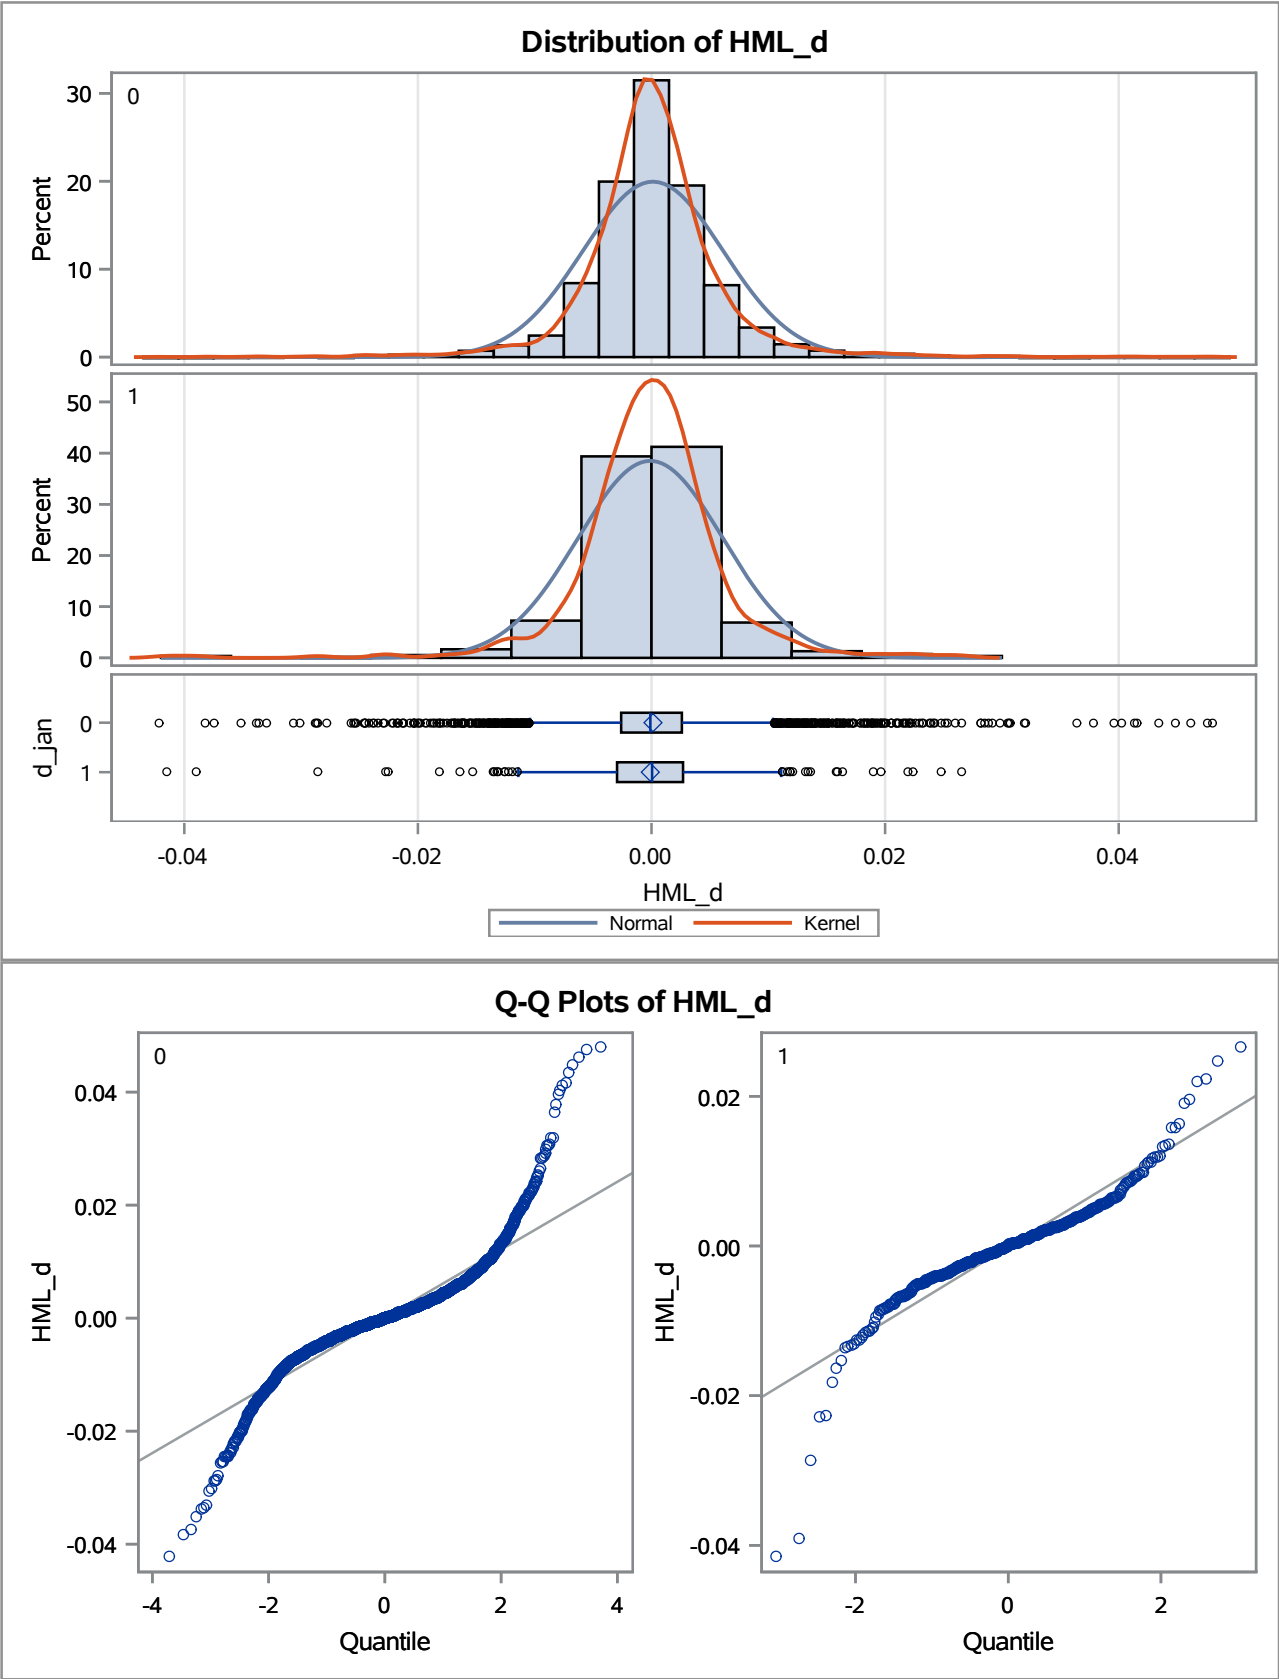 Distribution of HML_d
0
Percent
30
20
10
0
1
Percent
50
40
30
20
10
0
d_jan
0
1
-0.04 -0.02 0.00 0.02 0.04
HML_d
Normal Kernel
Q-Q Plots of HML_d
0
HML_d
0.04
0.02
0.00
-0.02
-0.04
-4 -2 0 2 4
Quantile
1
HML_d
0.02
0.00
-0.02
-0.04
-2 0 2
Quantile